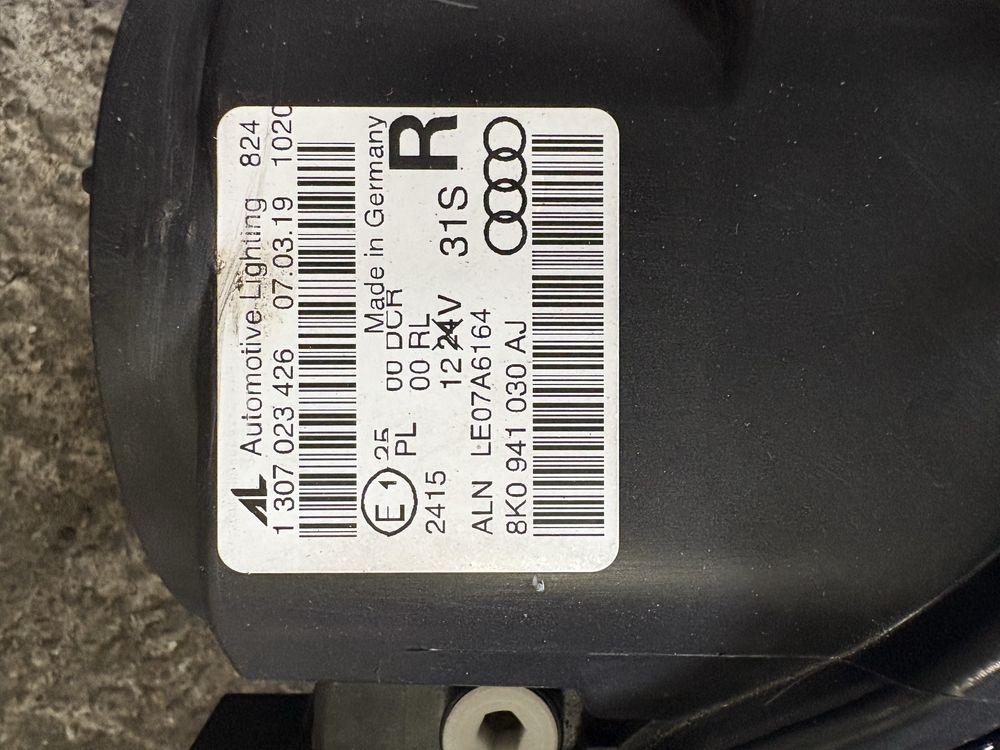 AL Automotive Lighting 824
1 307 023 426 07.03.19 1020
Made in Germany
E1 25 00 DCR R
PL 00 RL
2415 12 24V 31S
ALN LE07A6164
8K0 941 030 AJ